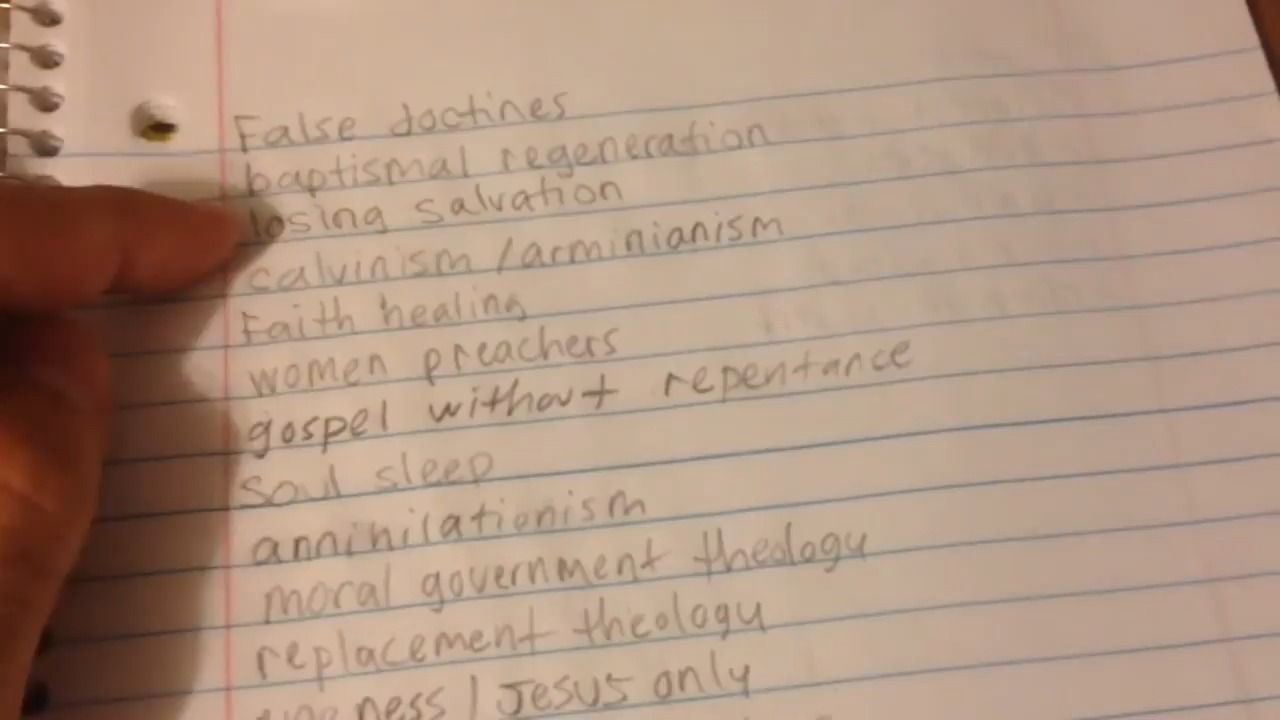 False doctines
baptismal regeneration
losing salvation
calvinism / arminianism
Faith healing
women preachers
gospel without repentance
Soul sleep
annihilationism
moral government theology
replacement theology
/ Jesus only